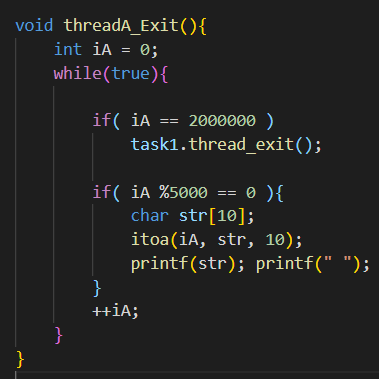 void threadA_Exit(){
    int iA = 0;
    while(true){
        if( iA == 2000000 )
            task1.thread_exit();
        if( iA %5000 == 0 ){
            char str[10];
            itoa(iA, str, 10);
            printf(str); printf(" ");
        }
        ++iA;
    }
}